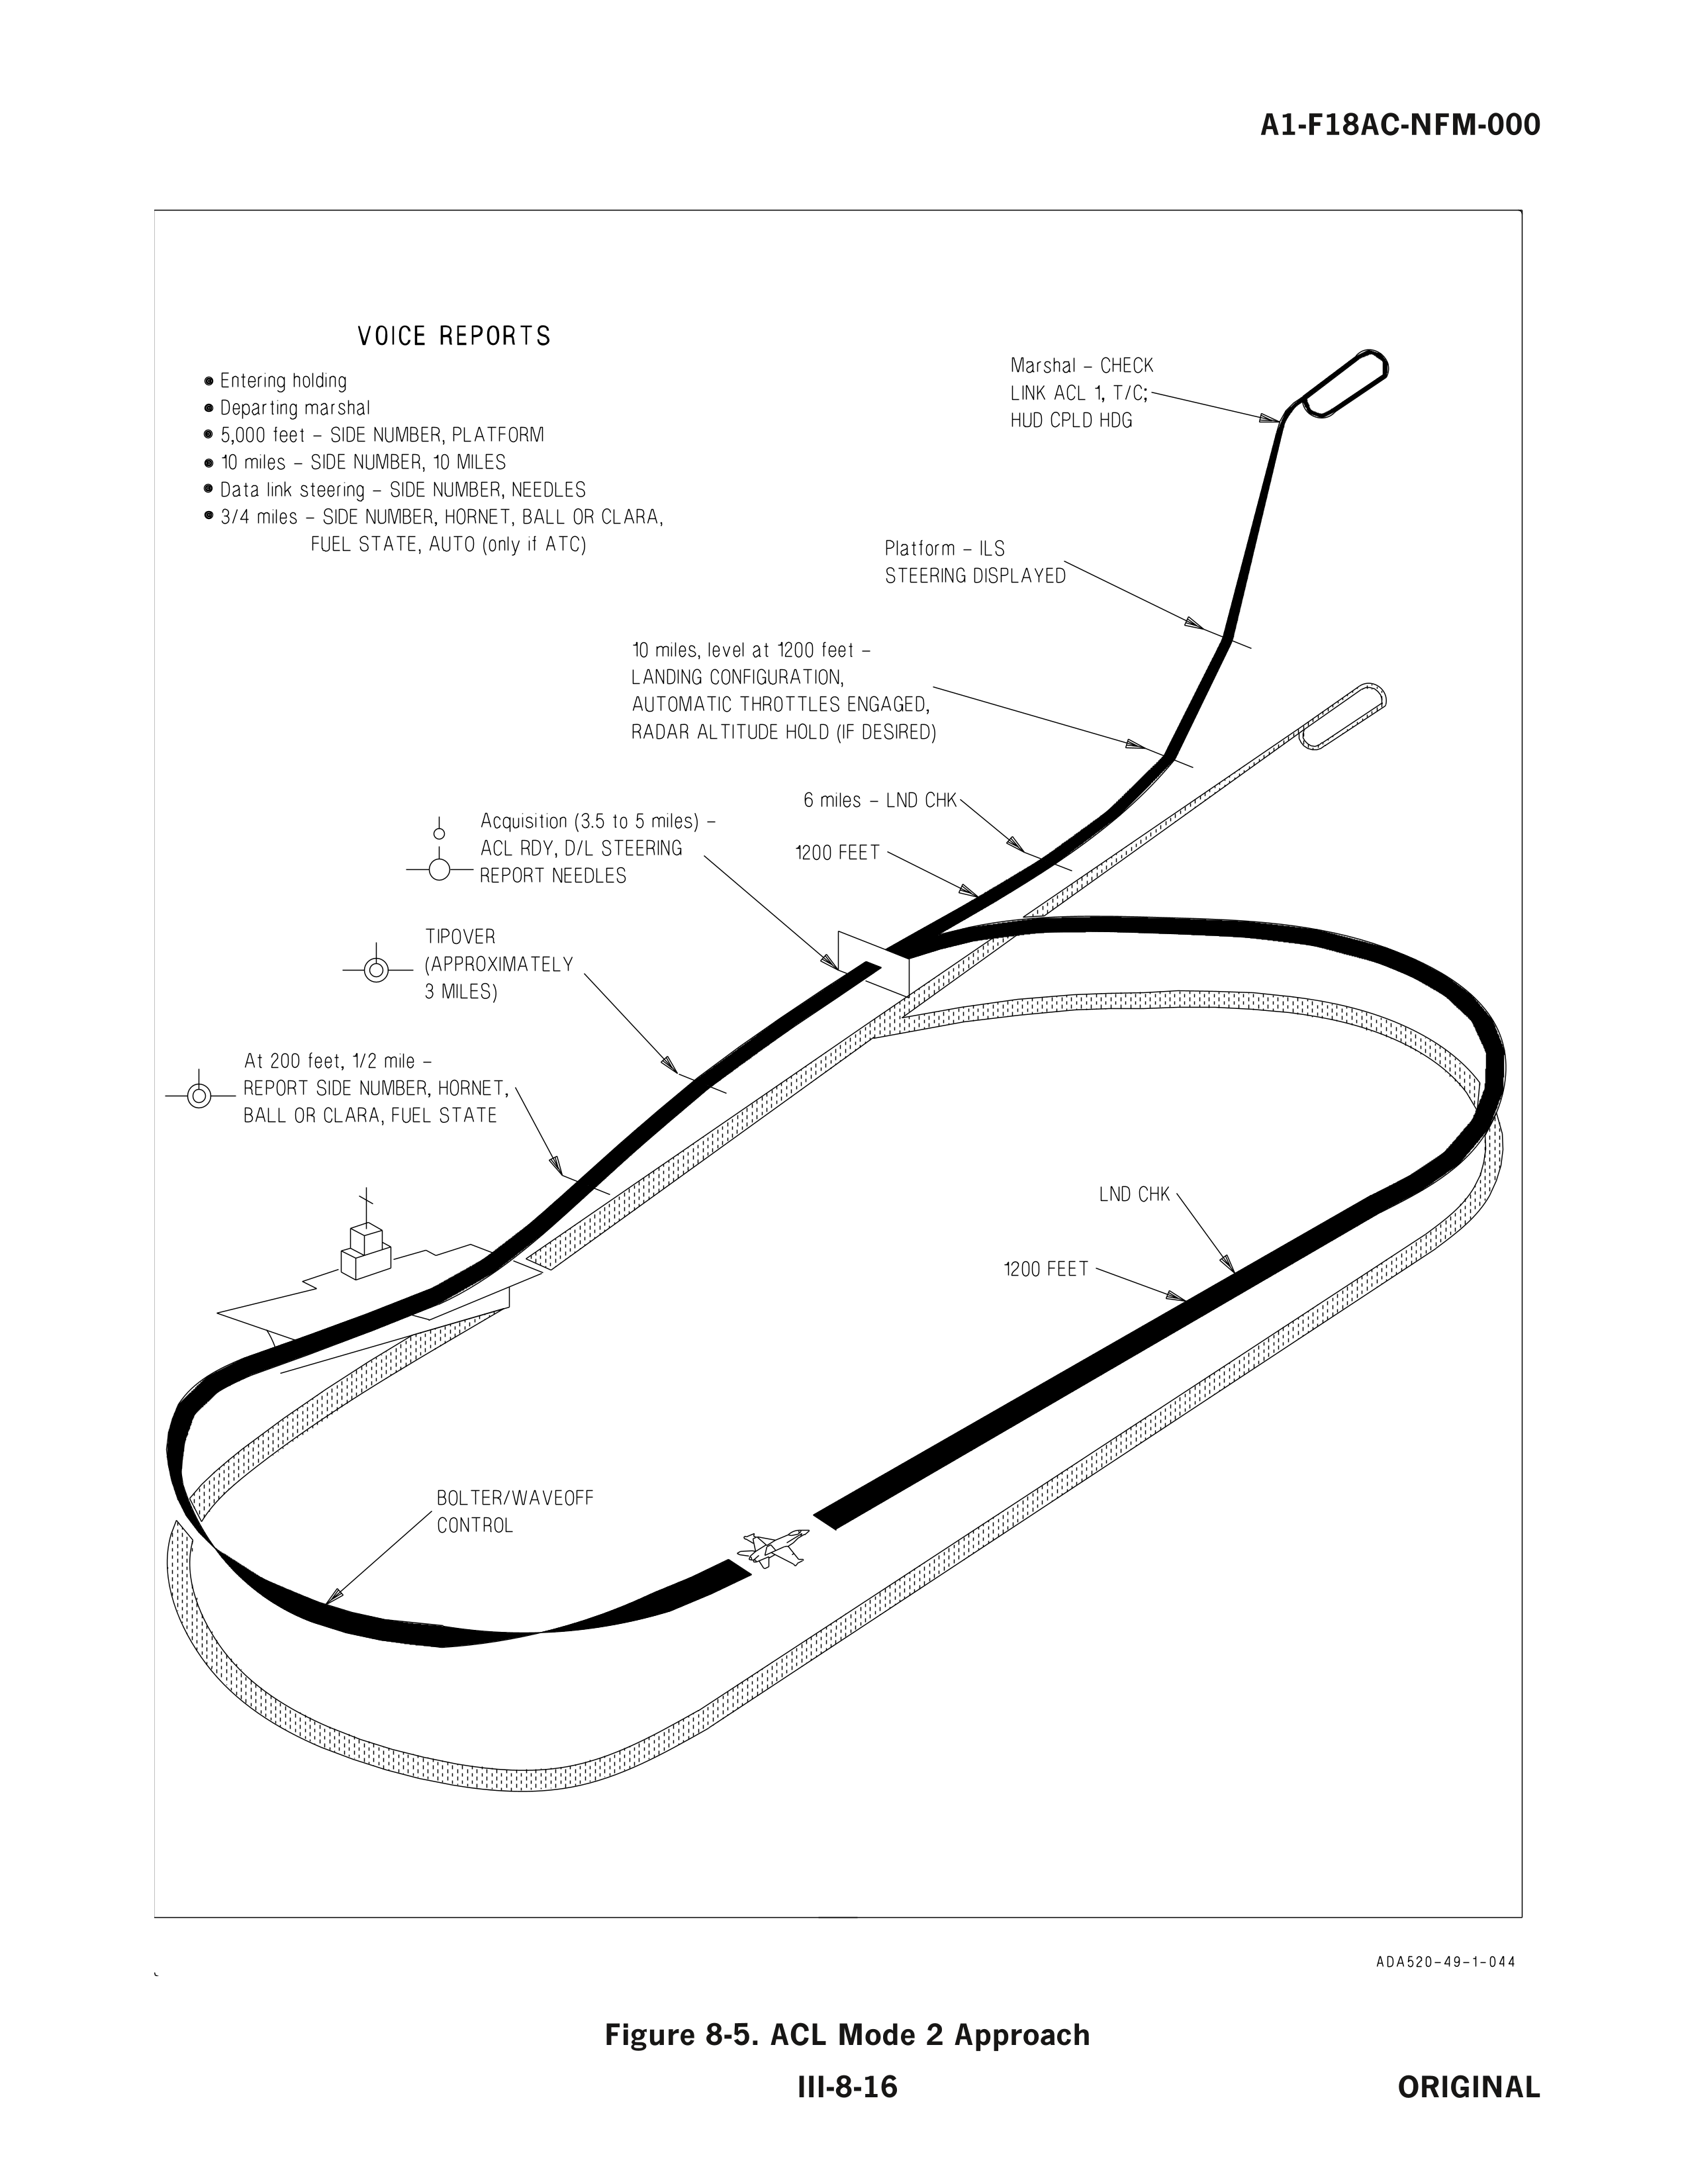 A1-F18AC-NFM-000
VOICE REPORTS
● Entering holding
● Departing marshal
● 5,000 feet – SIDE NUMBER, PLATFORM
● 10 miles – SIDE NUMBER, 10 MILES
● Data link steering – SIDE NUMBER, NEEDLES
● 3/4 miles – SIDE NUMBER, HORNET, BALL OR CLARA,
FUEL STATE, AUTO (only if ATC)
Marshal – CHECK
LINK ACL 1, T/C;
HUD CPLD HDG
Platform – ILS
STEERING DISPLAYED
10 miles, level at 1200 feet –
LANDING CONFIGURATION,
AUTOMATIC THROTTLES ENGAGED,
RADAR ALTITUDE HOLD (IF DESIRED)
6 miles – LND CHK
1200 FEET
Acquisition (3.5 to 5 miles) –
ACL RDY, D/L STEERING
REPORT NEEDLES
TIPOVER
(APPROXIMATELY
3 MILES)
At 200 feet, 1/2 mile –
REPORT SIDE NUMBER, HORNET,
BALL OR CLARA, FUEL STATE
LND CHK
1200 FEET
BOLTER/WAVEOFF
CONTROL
ADA520-49-1-044
Figure 8-5. ACL Mode 2 Approach
III-8-16
ORIGINAL